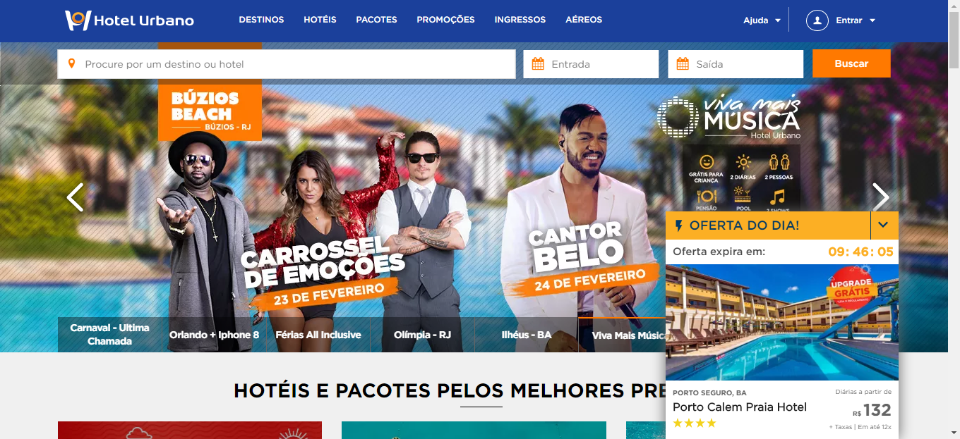 Hotel Urbano
DESTINOS HOTÉIS PACOTES PROMOÇÕES INGRESSOS AÉREOS
Ajuda Entrar
Procure por um destino ou hotel
Entrada
Saída
Buscar
BÚZIOS
BEACH
BÚZIOS - RJ
viva mais
MÚSICA
Hotel Urbano
GRÁTIS PARA
CRIANÇA
2 DIÁRIAS
2 PESSOAS
PENSÃO
POOL
2 SHOWS
CARROSSEL
DE EMOÇÕES
23 DE FEVEREIRO
CANTOR
BELO
24 DE FEVEREIRO
Carnaval - Ultima
Chamada
Orlando + Iphone 8
Férias All Inclusive
Olímpia - RJ
Ilhéus - BA
Viva Mais Músic
OFERTA DO DIA!
Oferta expira em: 09: 46: 05
UPGRADE
GRÁTIS
PORTO SEGURO, BA
Porto Calem Praia Hotel
Diárias a partir de
R$ 132
+ Taxas | Em até 12x
HOTÉIS E PACOTES PELOS MELHORES PRE